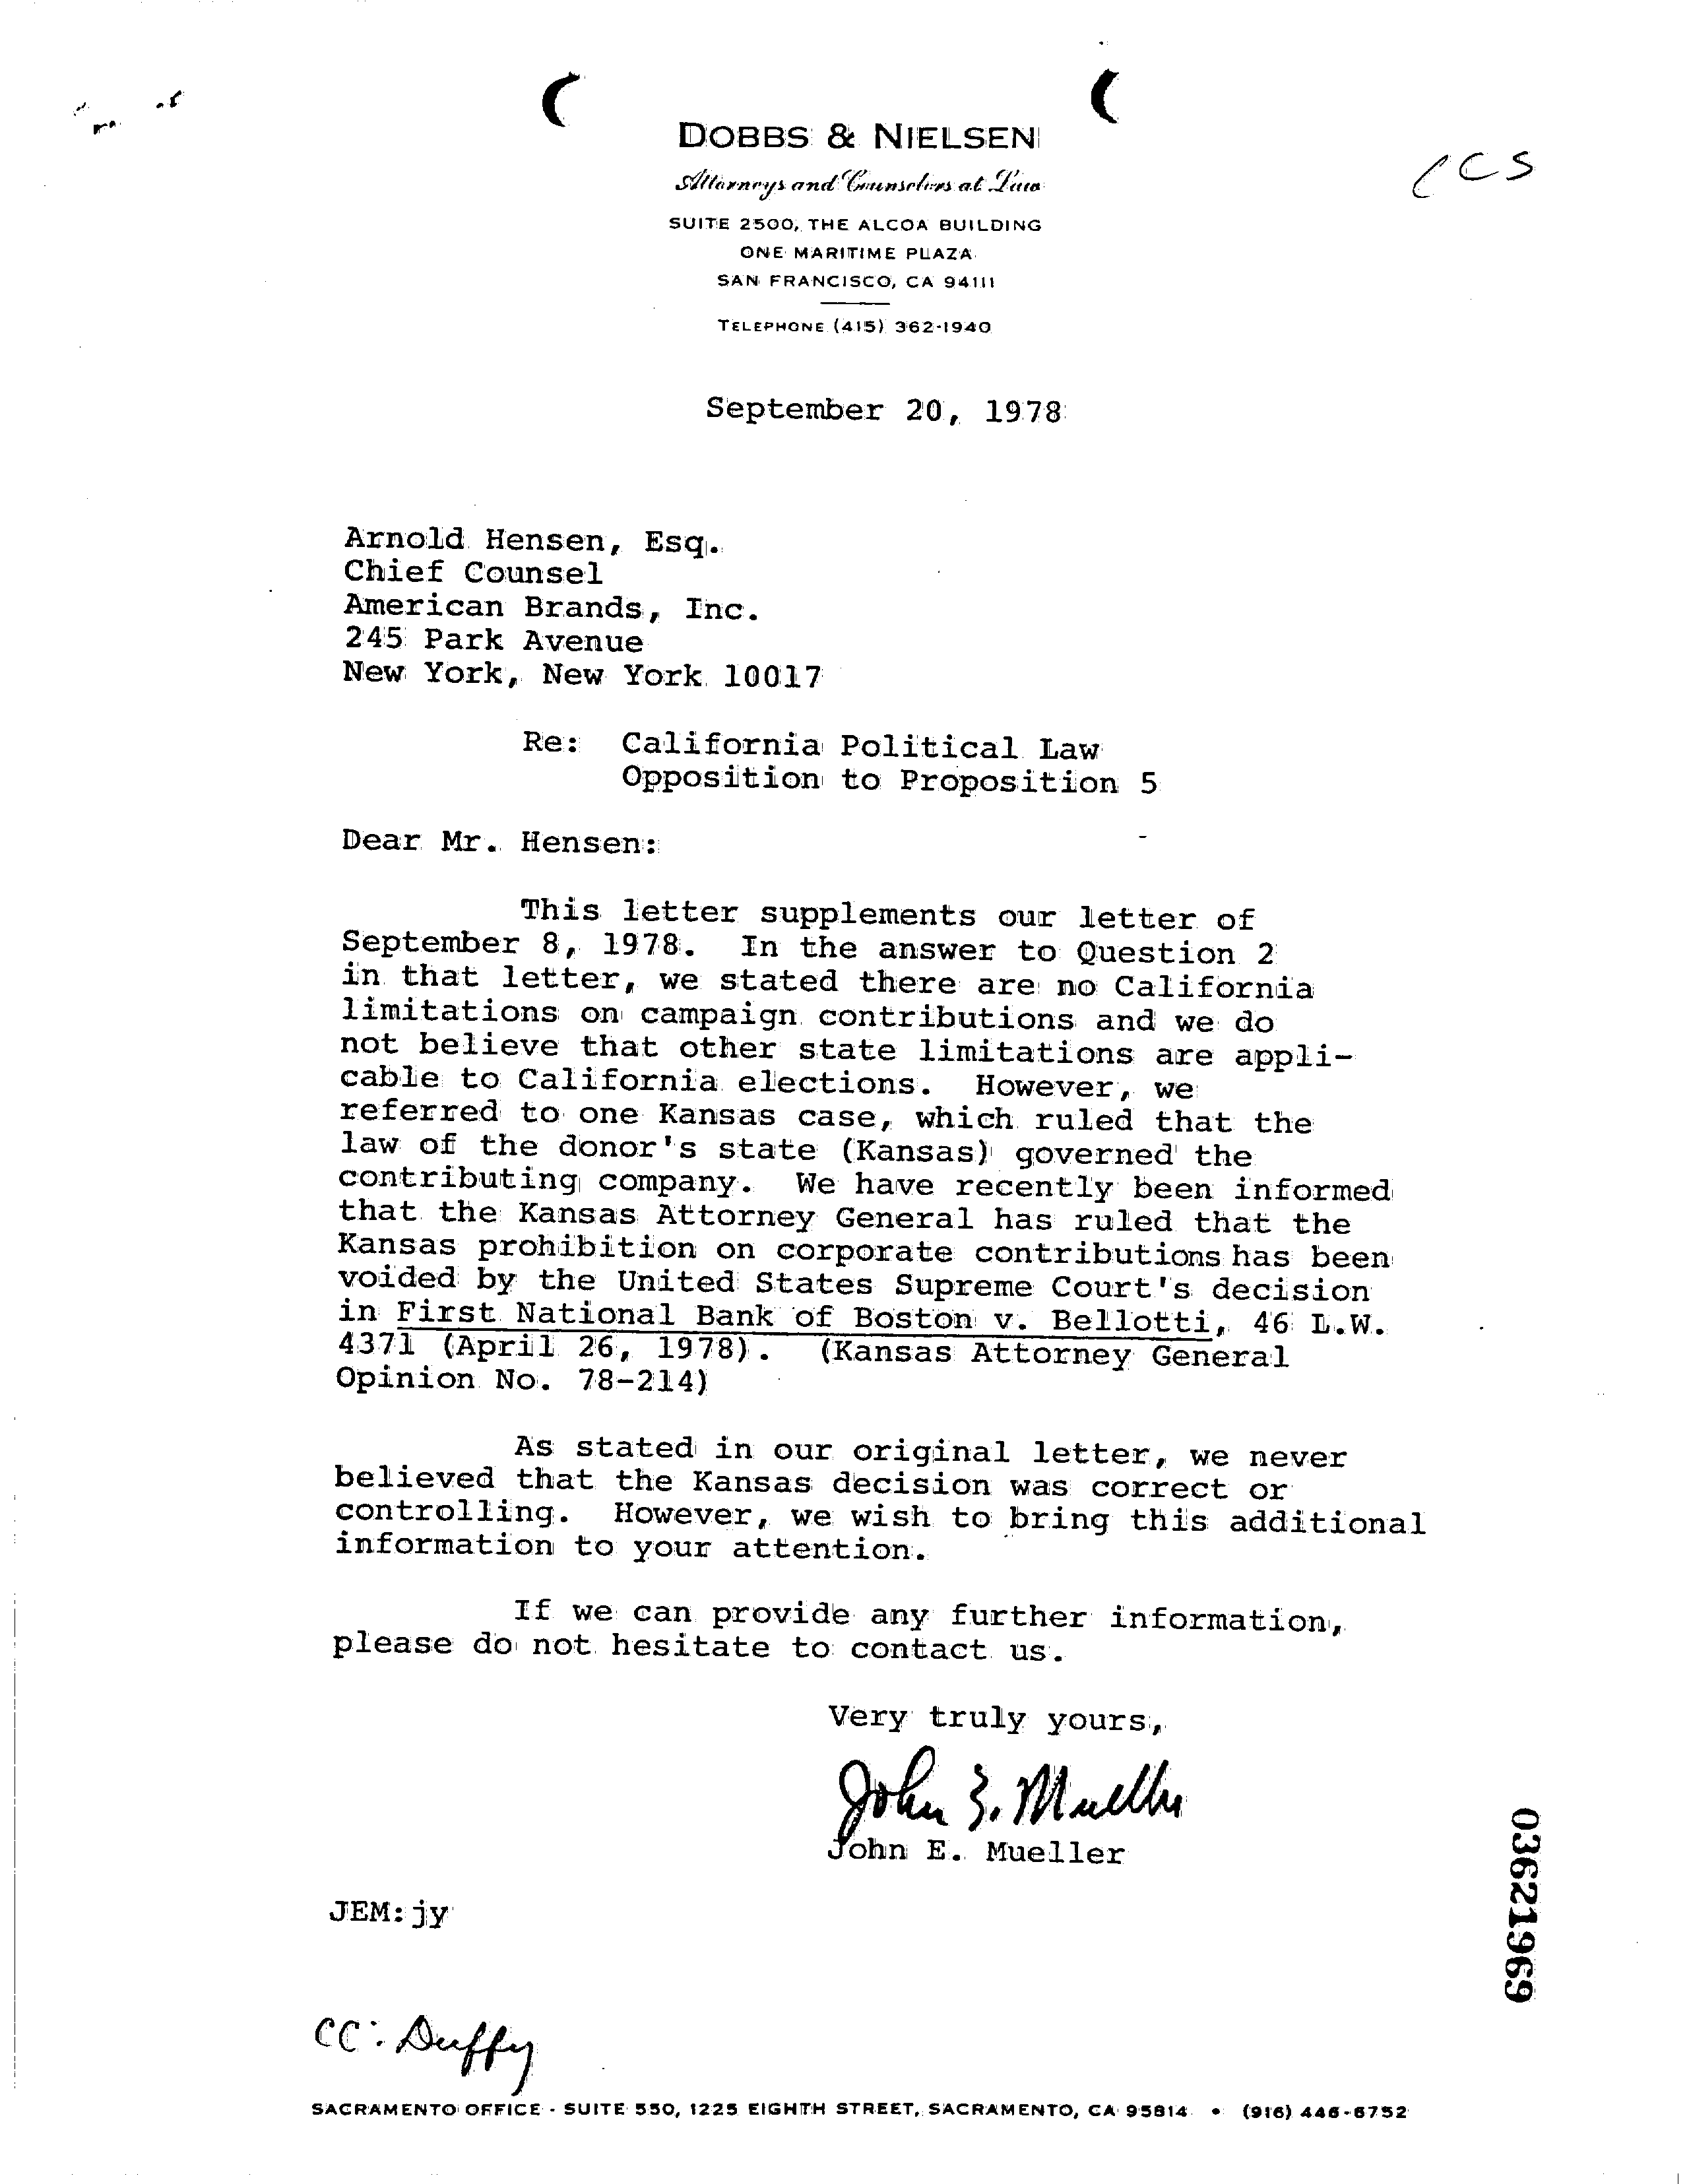 CCS
DOBBS & NIELSEN
Attorneys and Counselors at Law
SUITE 2500, THE ALCOA BUILDING
ONE MARITIME PLAZA
SAN FRANCISCO, CA 94111
TELEPHONE (415) 362-1940
September 20, 1978
Arnold Hensen, Esq.
Chief Counsel
American Brands, Inc.
245 Park Avenue
New York, New York 10017
Re: California Political Law
Opposition to Proposition 5
Dear Mr. Hensen:
This letter supplements our letter of
September 8, 1978. In the answer to Question 2
in that letter, we stated there are no California
limitations on campaign contributions and we do
not believe that other state limitations are appli-
cable to California elections. However, we
referred to one Kansas case, which ruled that the
law of the donor's state (Kansas) governed the
contributing company. We have recently been informed
that the Kansas Attorney General has ruled that the
Kansas prohibition on corporate contributions has been
voided by the United States Supreme Court's decision
in First National Bank of Boston v. Bellotti, 46 L.W.
4371 (April 26, 1978). (Kansas Attorney General
Opinion No. 78-214)
As stated in our original letter, we never
believed that the Kansas decision was correct or
controlling. However, we wish to bring this additional
information to your attention.
If we can provide any further information,
please do not hesitate to contact us.
Very truly yours,
John E. Mueller
John E. Mueller
JEM:jy
03621969
CC: Duffy
SACRAMENTO OFFICE - SUITE 550, 1225 EIGHTH STREET, SACRAMENTO, CA 95814 • (916) 446-6752